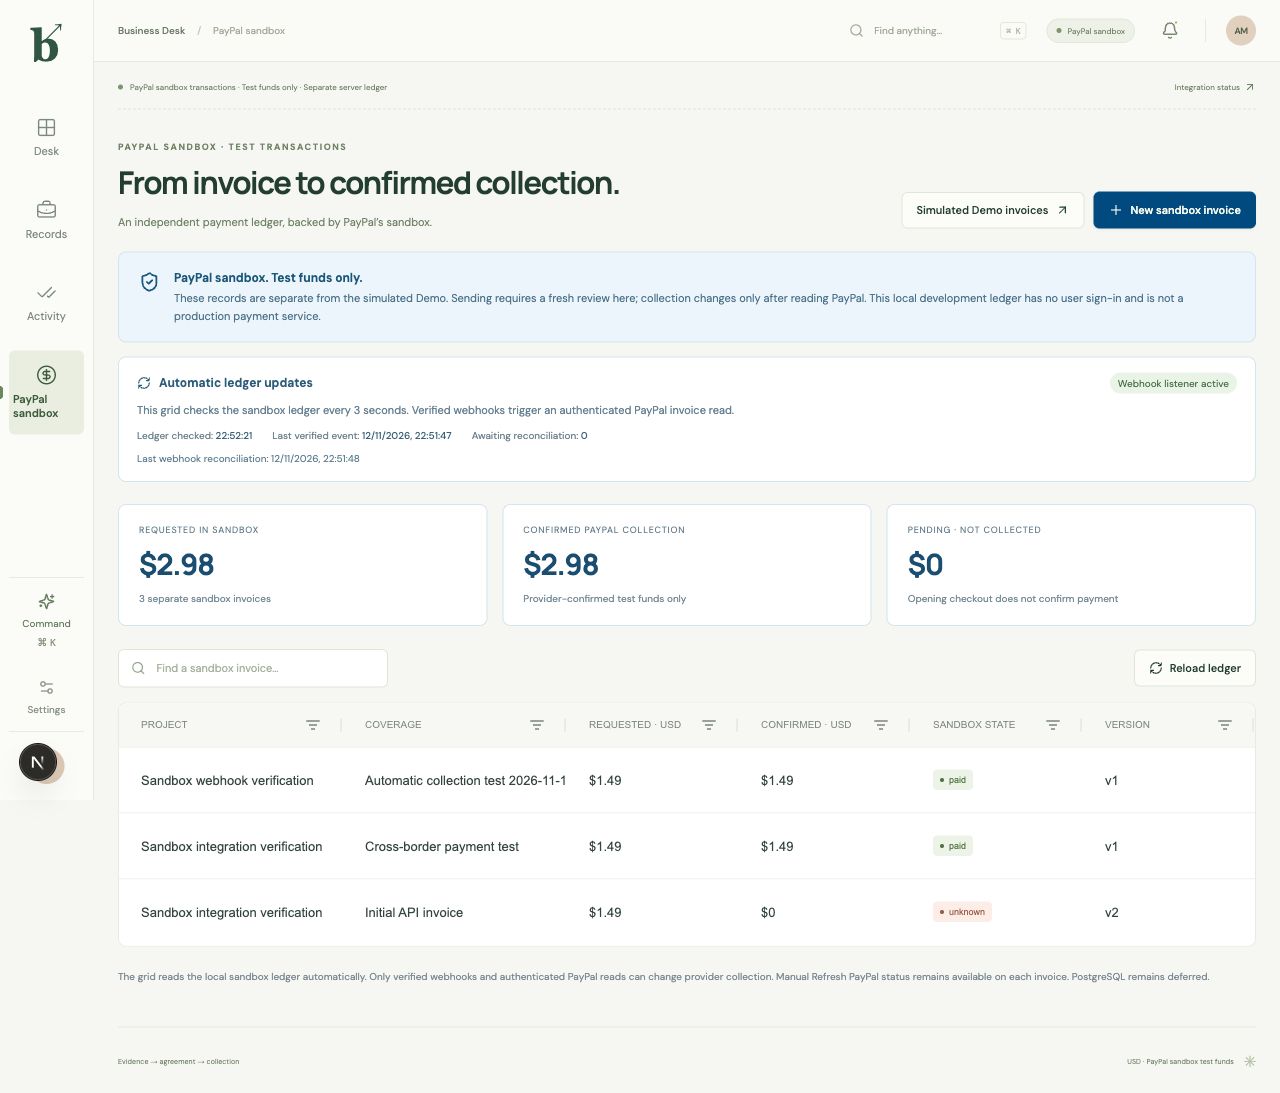 b
Business Desk / PayPal sandbox
Find anything...
⌘ K
PayPal sandbox
AM
PayPal sandbox transactions · Test funds only · Separate server ledger
Integration status
Desk
Records
Activity
PayPal
sandbox
Command
⌘ K
Settings
N
PAYPAL SANDBOX · TEST TRANSACTIONS
From invoice to confirmed collection.
An independent payment ledger, backed by PayPal's sandbox.
Simulated Demo invoices
New sandbox invoice
PayPal sandbox. Test funds only.
These records are separate from the simulated Demo. Sending requires a fresh review here; collection changes only after reading PayPal. This local development ledger has no user sign-in and is not a
production payment service.
Automatic ledger updates
Webhook listener active
This grid checks the sandbox ledger every 3 seconds. Verified webhooks trigger an authenticated PayPal invoice read.
Ledger checked: 22:52:21 Last verified event: 12/11/2026, 22:51:47 Awaiting reconciliation: 0
Last webhook reconciliation: 12/11/2026, 22:51:48
REQUESTED IN SANDBOX
$2.98
3 separate sandbox invoices
CONFIRMED PAYPAL COLLECTION
$2.98
Provider-confirmed test funds only
PENDING · NOT COLLECTED
$0
Opening checkout does not confirm payment
Find a sandbox invoice...
Reload ledger
PROJECT COVERAGE REQUESTED · USD CONFIRMED · USD SANDBOX STATE VERSION
Sandbox webhook verification Automatic collection test 2026-11-1 $1.49 $1.49 paid v1
Sandbox integration verification Cross-border payment test $1.49 $1.49 paid v1
Sandbox integration verification Initial API invoice $1.49 $0 unknown v2
The grid reads the local sandbox ledger automatically. Only verified webhooks and authenticated PayPal reads can change provider collection. Manual Refresh PayPal status remains available on each invoice. PostgreSQL remains deferred.
Evidence → agreement → collection
USD · PayPal sandbox test funds